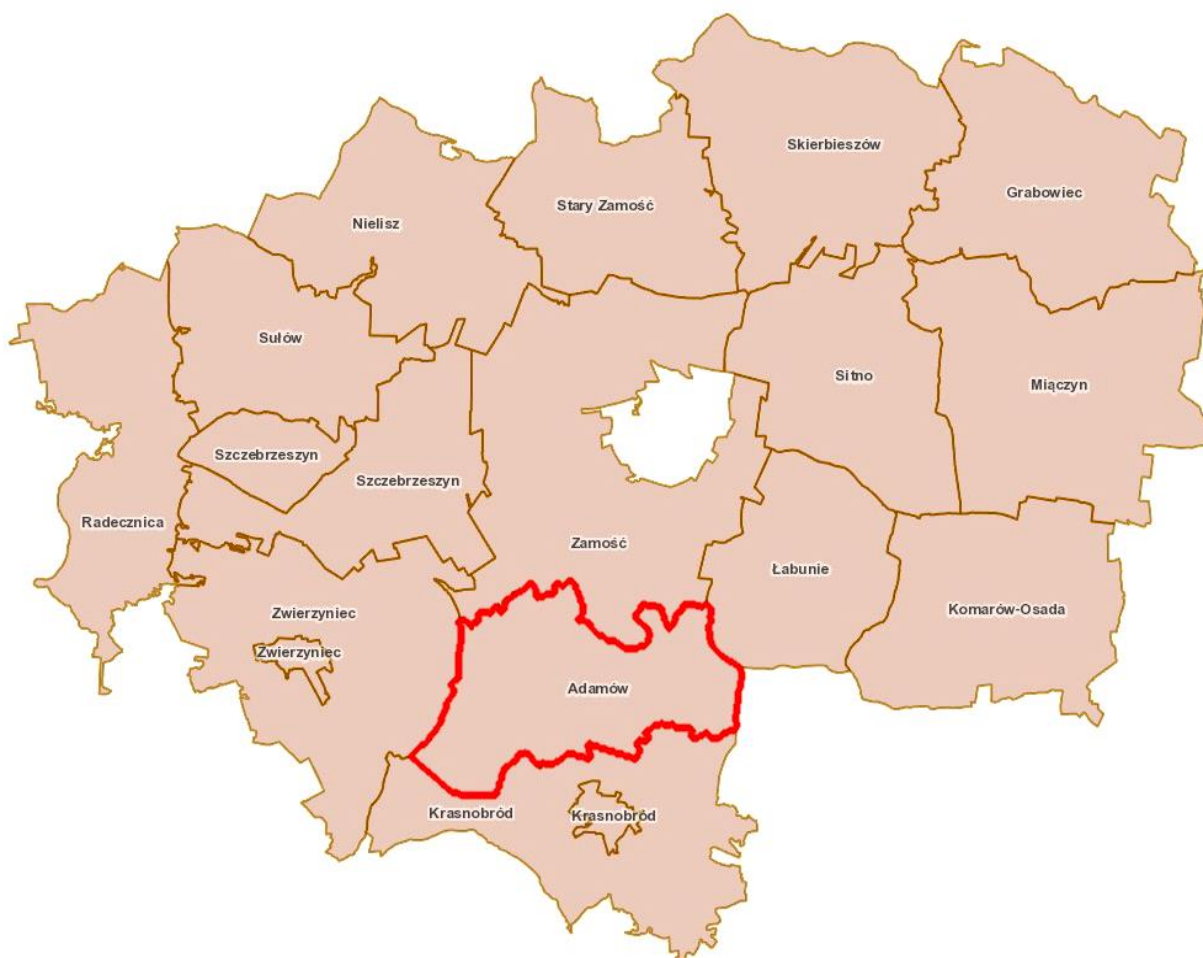 Skierbieszów
Grabowiec
Stary Zamość
Nielisz
Sułów
Sitno
Miączyn
Szczebrzeszyn
Szczebrzeszyn
Radecznica
Zamość
Łabunie
Komarów-Osada
Zwierzyniec
Zwierzyniec
Adamów
Krasnobród
Krasnobród